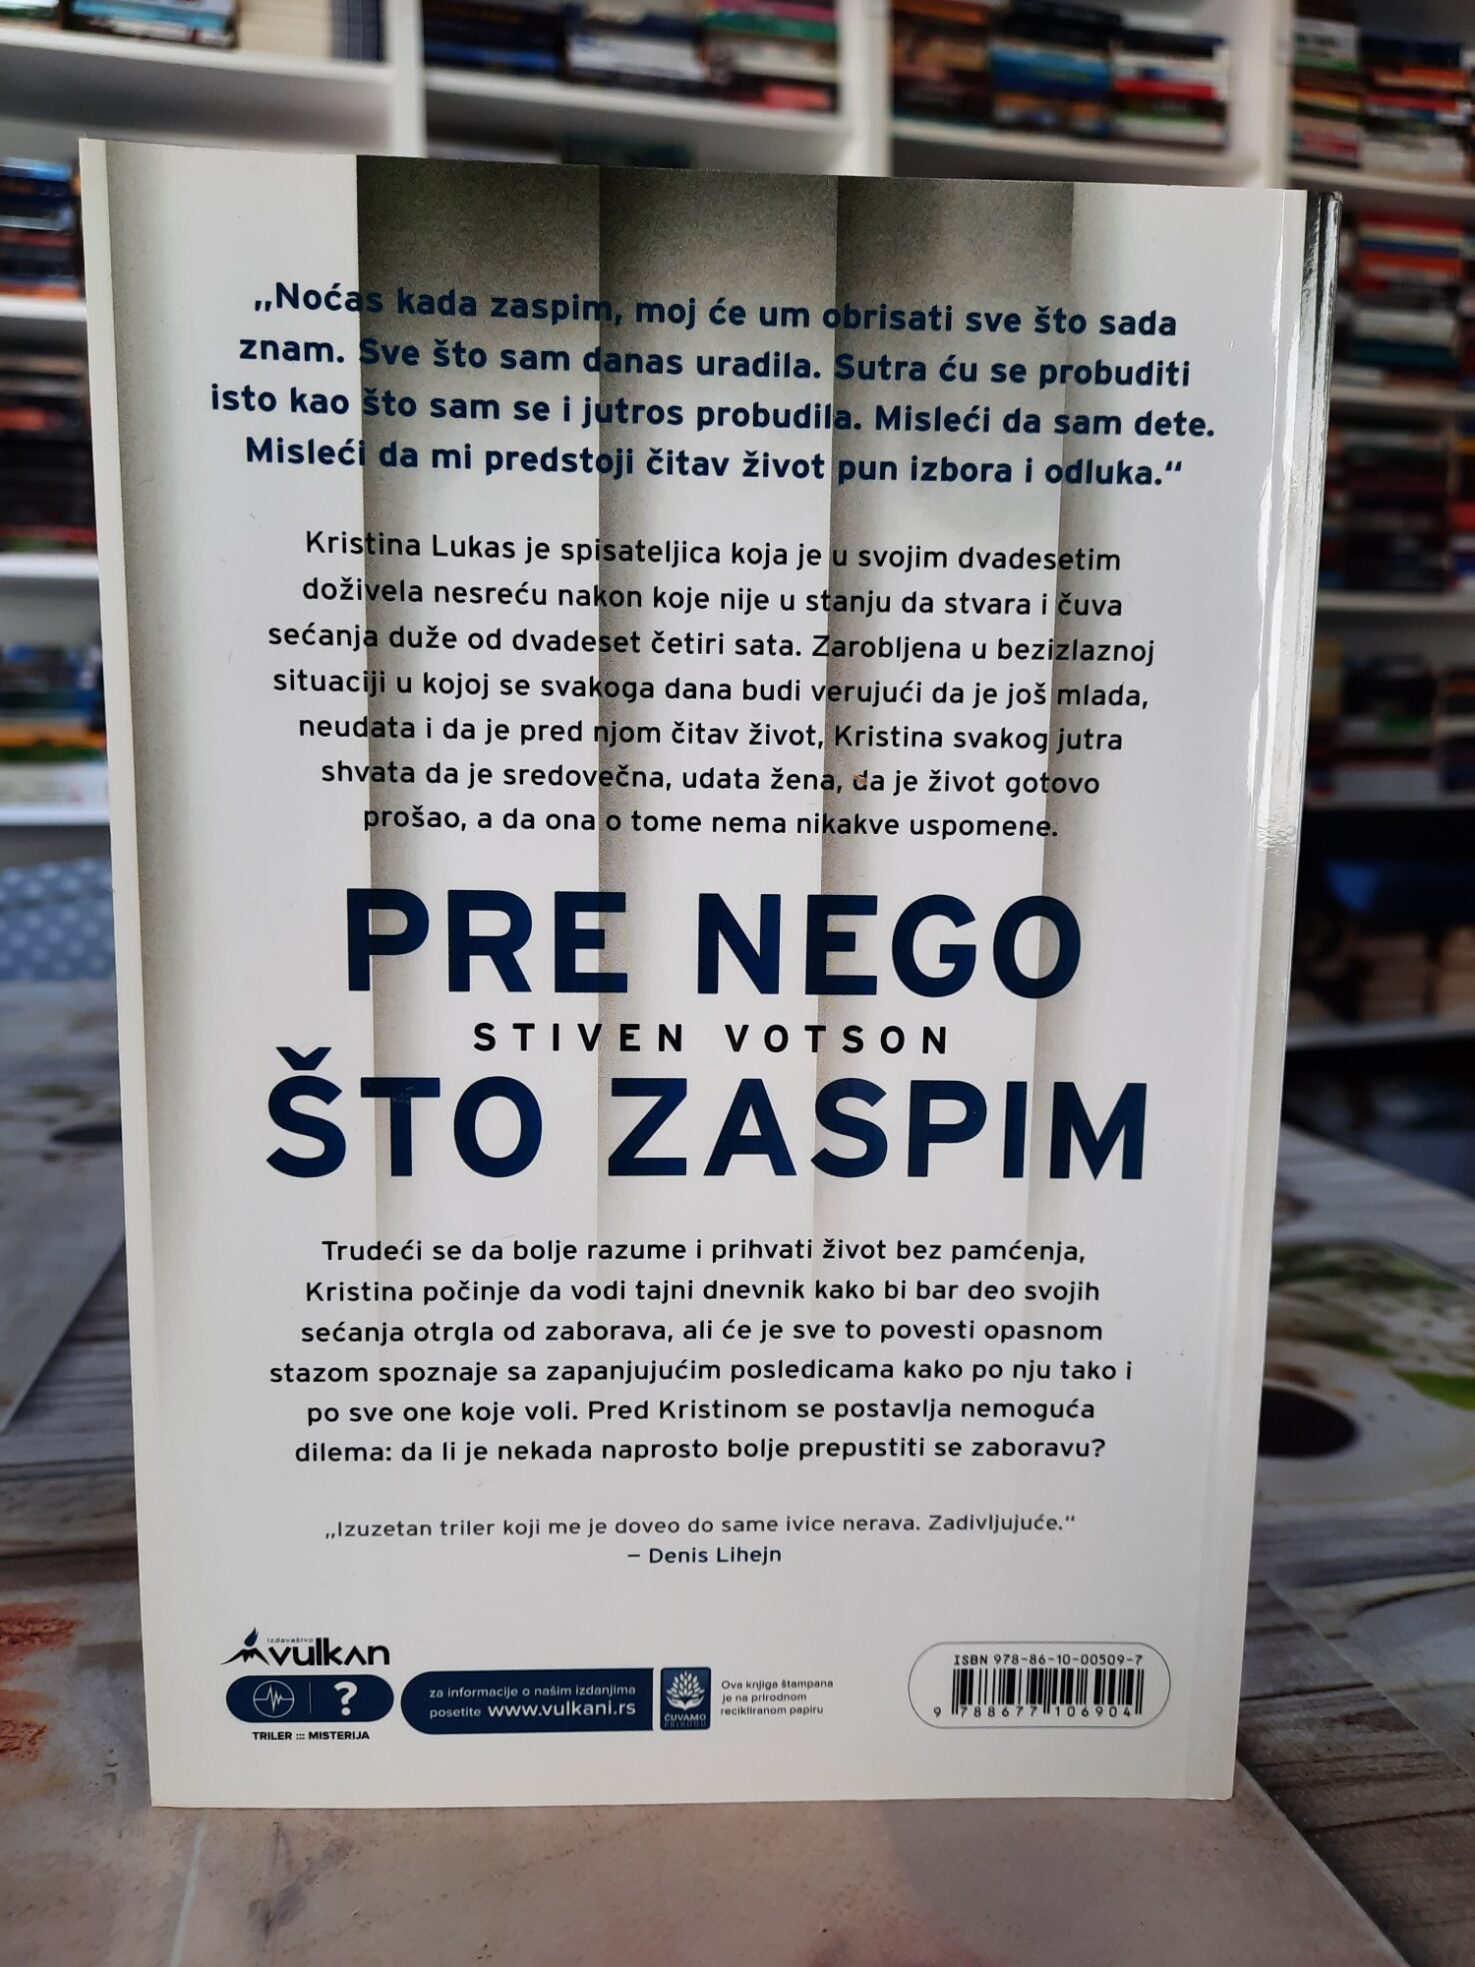 „Noćas kada zaspim, moj će um obrisati sve što sada
znam. Sve što sam danas uradila. Sutra ću se probuditi
isto kao što sam se i jutros probudila. Misleći da sam dete.
Misleći da mi predstoji čitav život pun izbora i odluka.“
Kristina Lukas je spisateljica koja je u svojim dvadesetim
doživela nesreću nakon koje nije u stanju da stvara i čuva
sećanja duže od dvadeset četiri sata. Zarobljena u bezizlaznoj
situaciji u kojoj se svakoga dana budi verujući da je još mlada,
neudata i da je pred njom čitav život, Kristina svakog jutra
shvata da je sredovečna, udata žena, da je život gotovo
prošao, a da ona o tome nema nikakve uspomene.
PRE NEGO
STIVEN VOTSON
ŠTO ZASPIM
Trudeći se da bolje razume i prihvati život bez pamćenja,
Kristina počinje da vodi tajni dnevnik kako bi bar deo svojih
sećanja otrgla od zaborava, ali će je sve to povesti opasnom
stazom spoznaje sa zapanjujućim posledicama kako po nju tako i
po sve one koje voli. Pred Kristinom se postavlja nemoguća
dilema: da li je nekada naprosto bolje prepustiti se zaboravu?
„Izuzetan triler koji me je doveo do same ivice nerava. Zadivljujuće.“
– Denis Lihejn
Izdavaštvo
vulkan
?
TRILER ::: MISTERIJA
za informacije o našim izdanjima
posetite www.vulkani.rs
ČUVAMO
PRIRODU
Ova knjiga štampana
je na prirodnom
recikliranom papiru
ISBN 978-86-10-00509-7
9 788677 106904